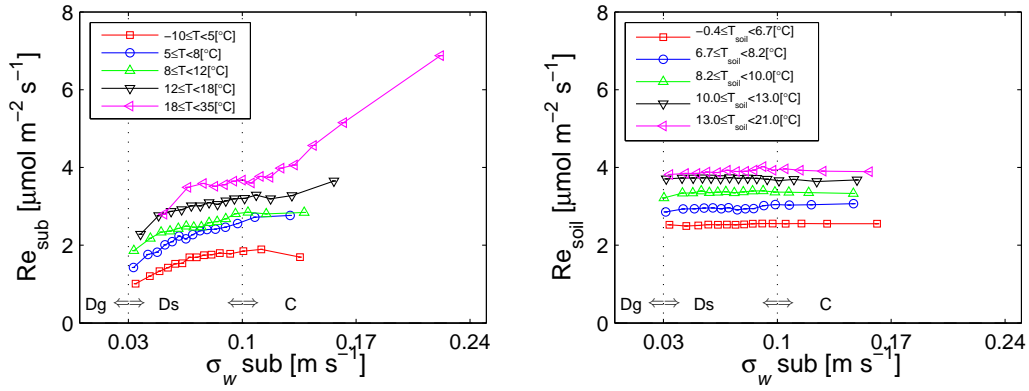 8
6
4
2
0
Re_sub [μmol m⁻² s⁻¹]
−10≤T<5[°C]
5≤T<8[°C]
8≤T<12[°C]
12≤T<18[°C]
18≤T<35[°C]
Dg
Ds
C
0.03
0.1
0.17
0.24
σ_w sub [m s⁻¹]
8
6
4
2
0
Re_soil [μmol m⁻² s⁻¹]
−0.4≤T_soil<6.7[°C]
6.7≤T_soil<8.2[°C]
8.2≤T_soil<10.0[°C]
10.0≤T_soil<13.0[°C]
13.0≤T_soil<21.0[°C]
Dg
Ds
C
0.03
0.1
0.17
0.24
σ_w sub [m s⁻¹]